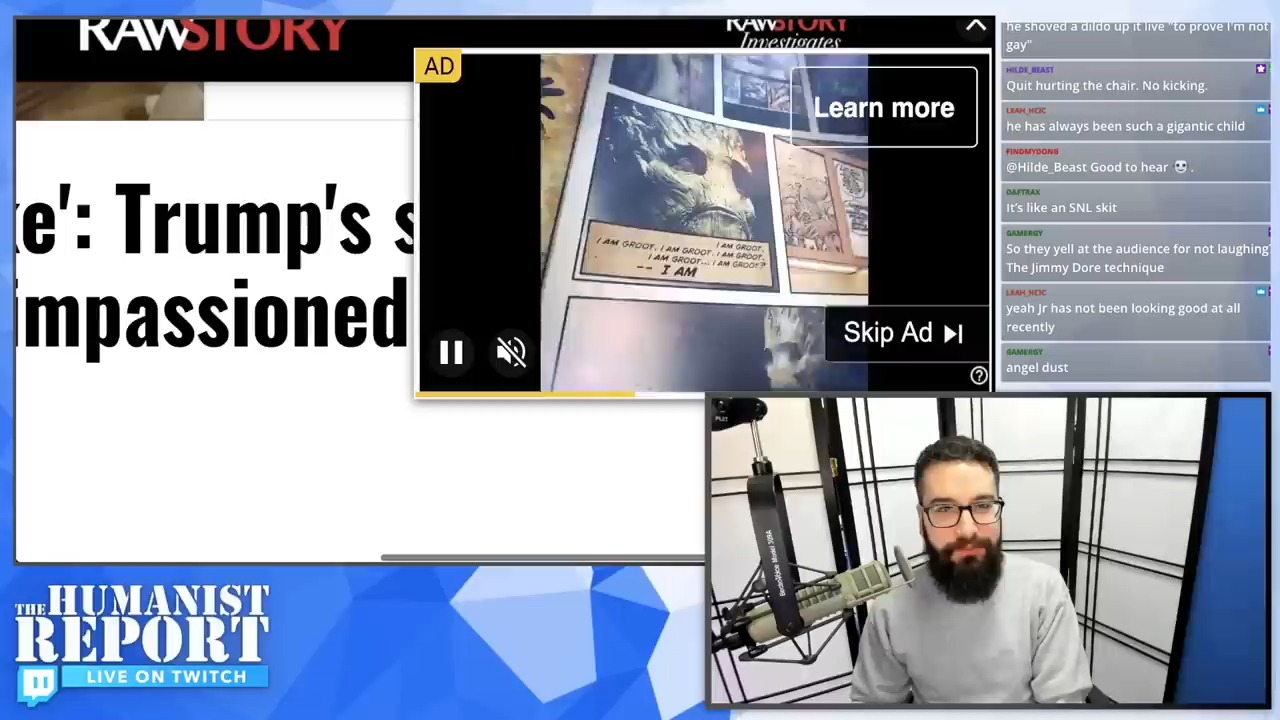 RAWSTORY
RAWSTORY
Investigates
AD
Learn more
I AM GROOT. I AM GROOT. I AM GROOT.
I AM GROOT... I AM GROOT?
-- I AM
Skip Ad
e': Trump's s
impassioned
he shoved a dildo up it live "to prove I'm not
gay"
HILDE_BEAST
Quit hurting the chair. No kicking.
LEAH_HCIC
he has always been such a gigantic child
FINDMYDONG
@Hilde_Beast Good to hear 💀 .
DAFTRAX
It's like an SNL skit
GAMERGY
So they yell at the audience for not laughing
The Jimmy Dore technique
LEAH_HCIC
yeah Jr has not been looking good at all
recently
GAMERGY
angel dust
THE HUMANIST
REPORT
LIVE ON TWITCH